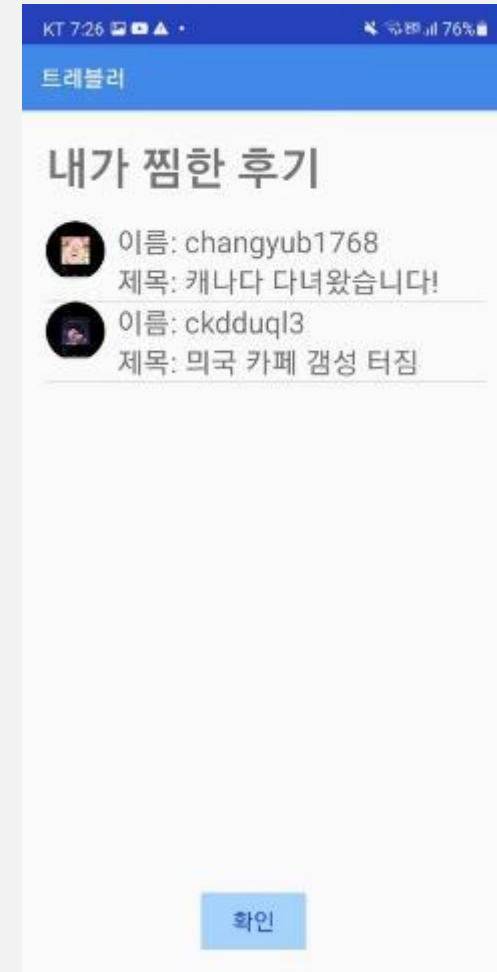 KT 7:26
76%
트레블러
내가 찜한 후기
이름: changyub1768
제목: 캐나다 다녀왔습니다!
이름: ckdduql3
제목: 믜국 카페 갬성 터짐
확인